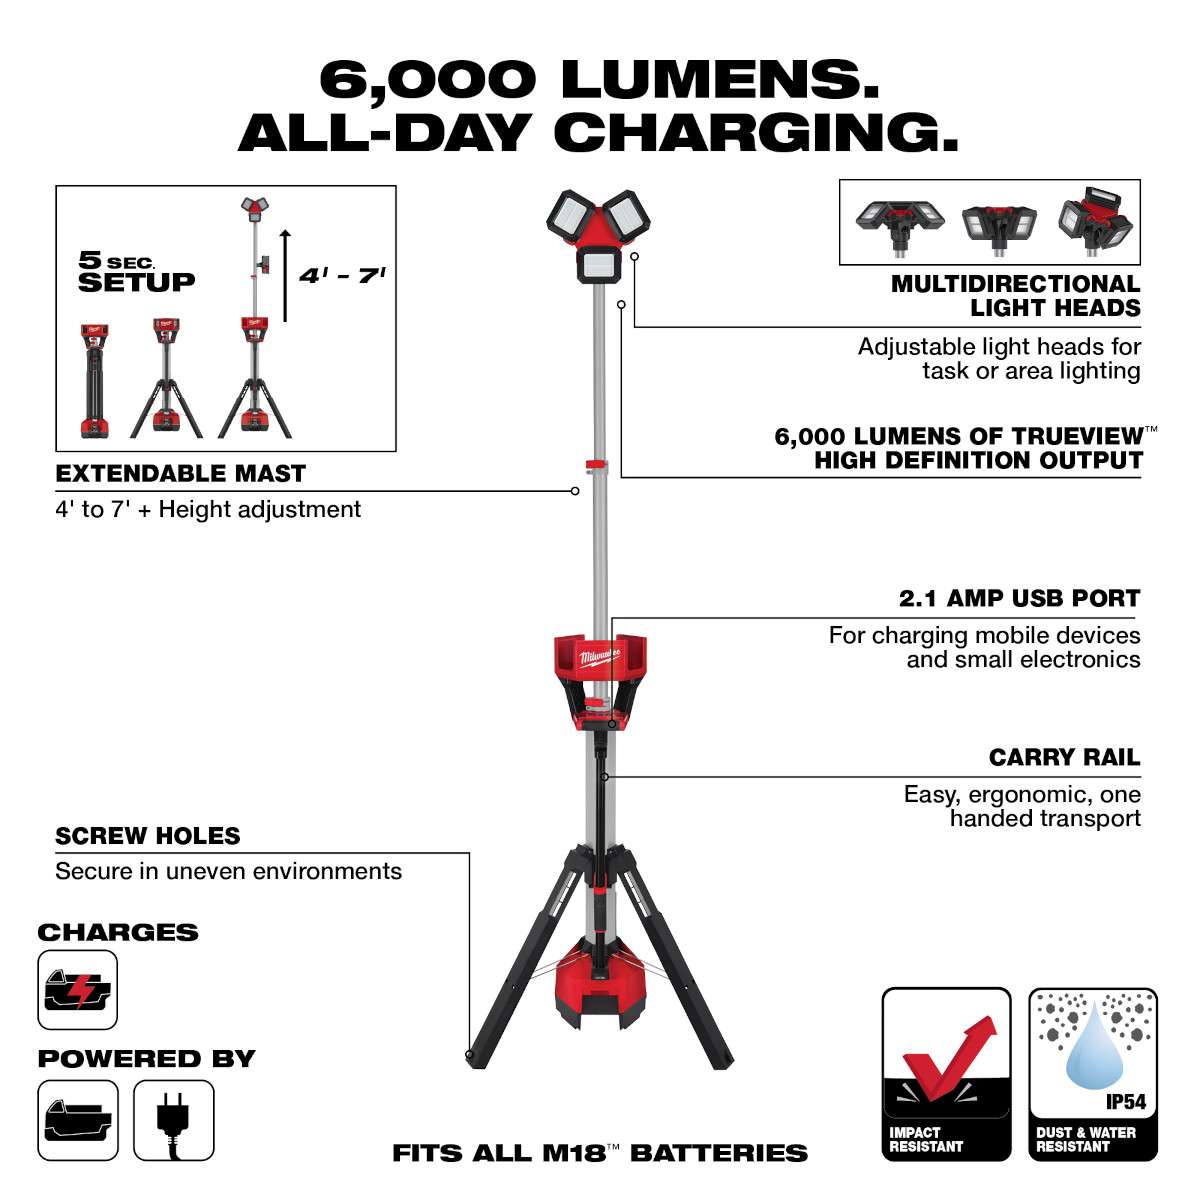 6,000 LUMENS.
ALL-DAY CHARGING.
5 SEC.
SETUP
4' - 7'
Milwaukee
EXTENDABLE MAST
4' to 7' + Height adjustment
MULTIDIRECTIONAL
LIGHT HEADS
Adjustable light heads for
task or area lighting
6,000 LUMENS OF TRUEVIEW™
HIGH DEFINITION OUTPUT
2.1 AMP USB PORT
For charging mobile devices
and small electronics
CARRY RAIL
Easy, ergonomic, one
handed transport
SCREW HOLES
Secure in uneven environments
CHARGES
POWERED BY
FITS ALL M18™ BATTERIES
IMPACT
RESISTANT
IP54
DUST & WATER
RESISTANT